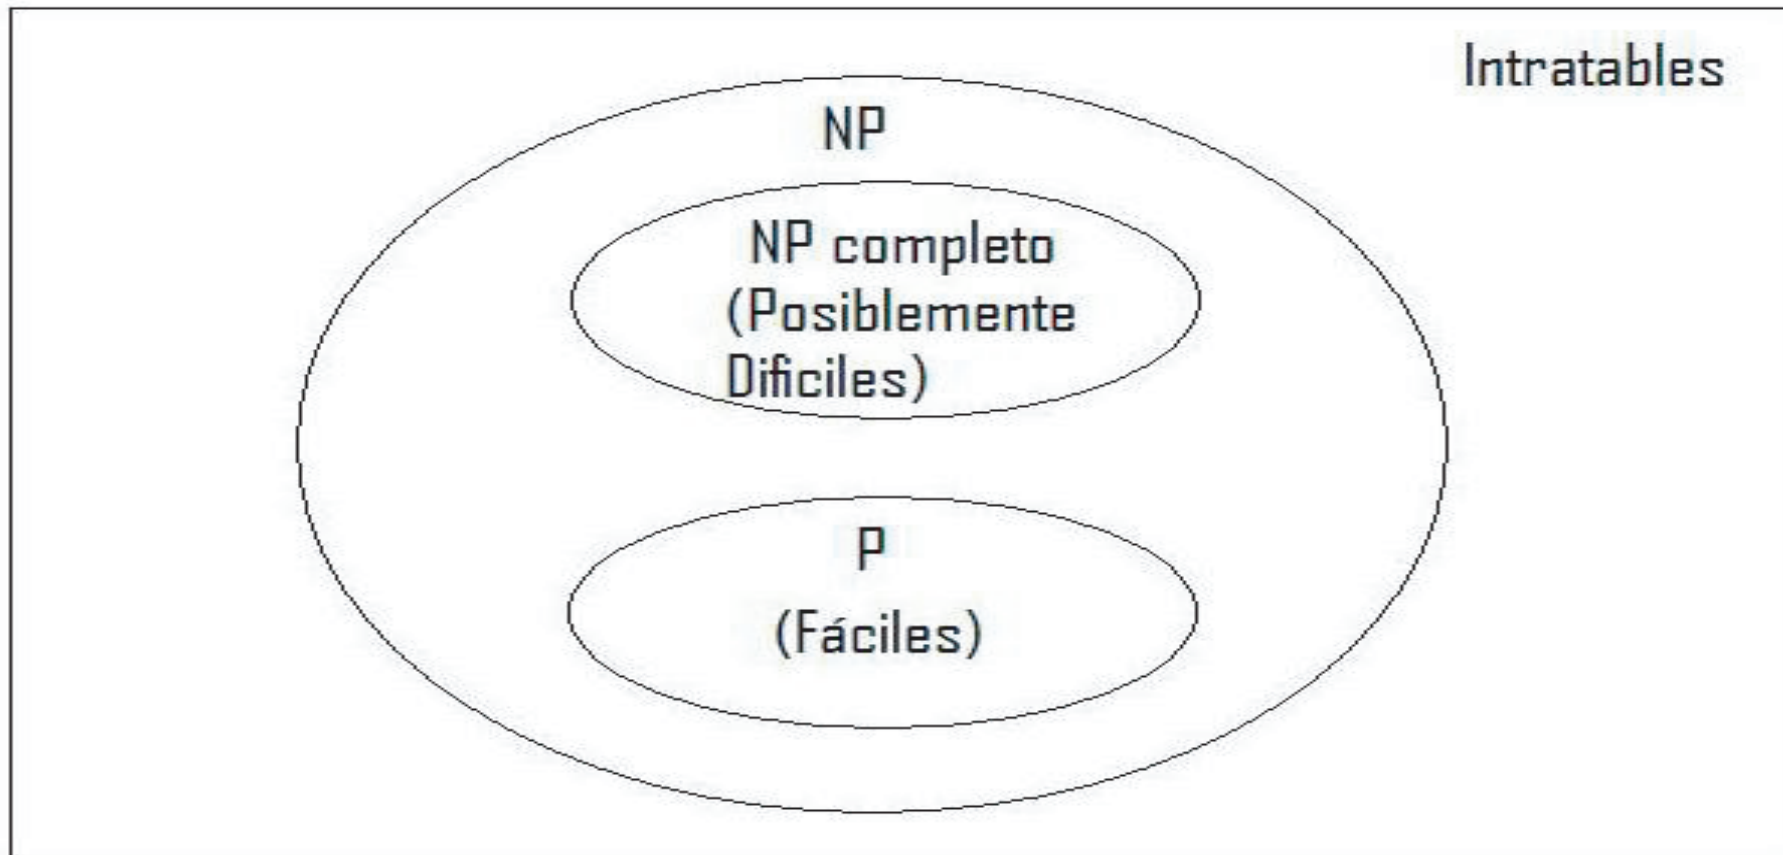 Intratables
NP
NP completo
(Posiblemente
Dificiles)
P
(Fáciles)